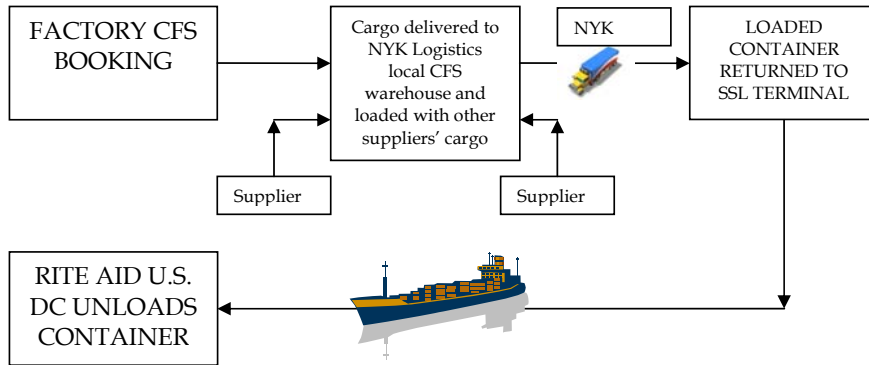 FACTORY CFS
BOOKING
Cargo delivered to
NYK Logistics
local CFS
warehouse and
loaded with other
suppliers’ cargo
NYK
LOADED
CONTAINER
RETURNED TO
SSL TERMINAL
Supplier
Supplier
RITE AID U.S.
DC UNLOADS
CONTAINER